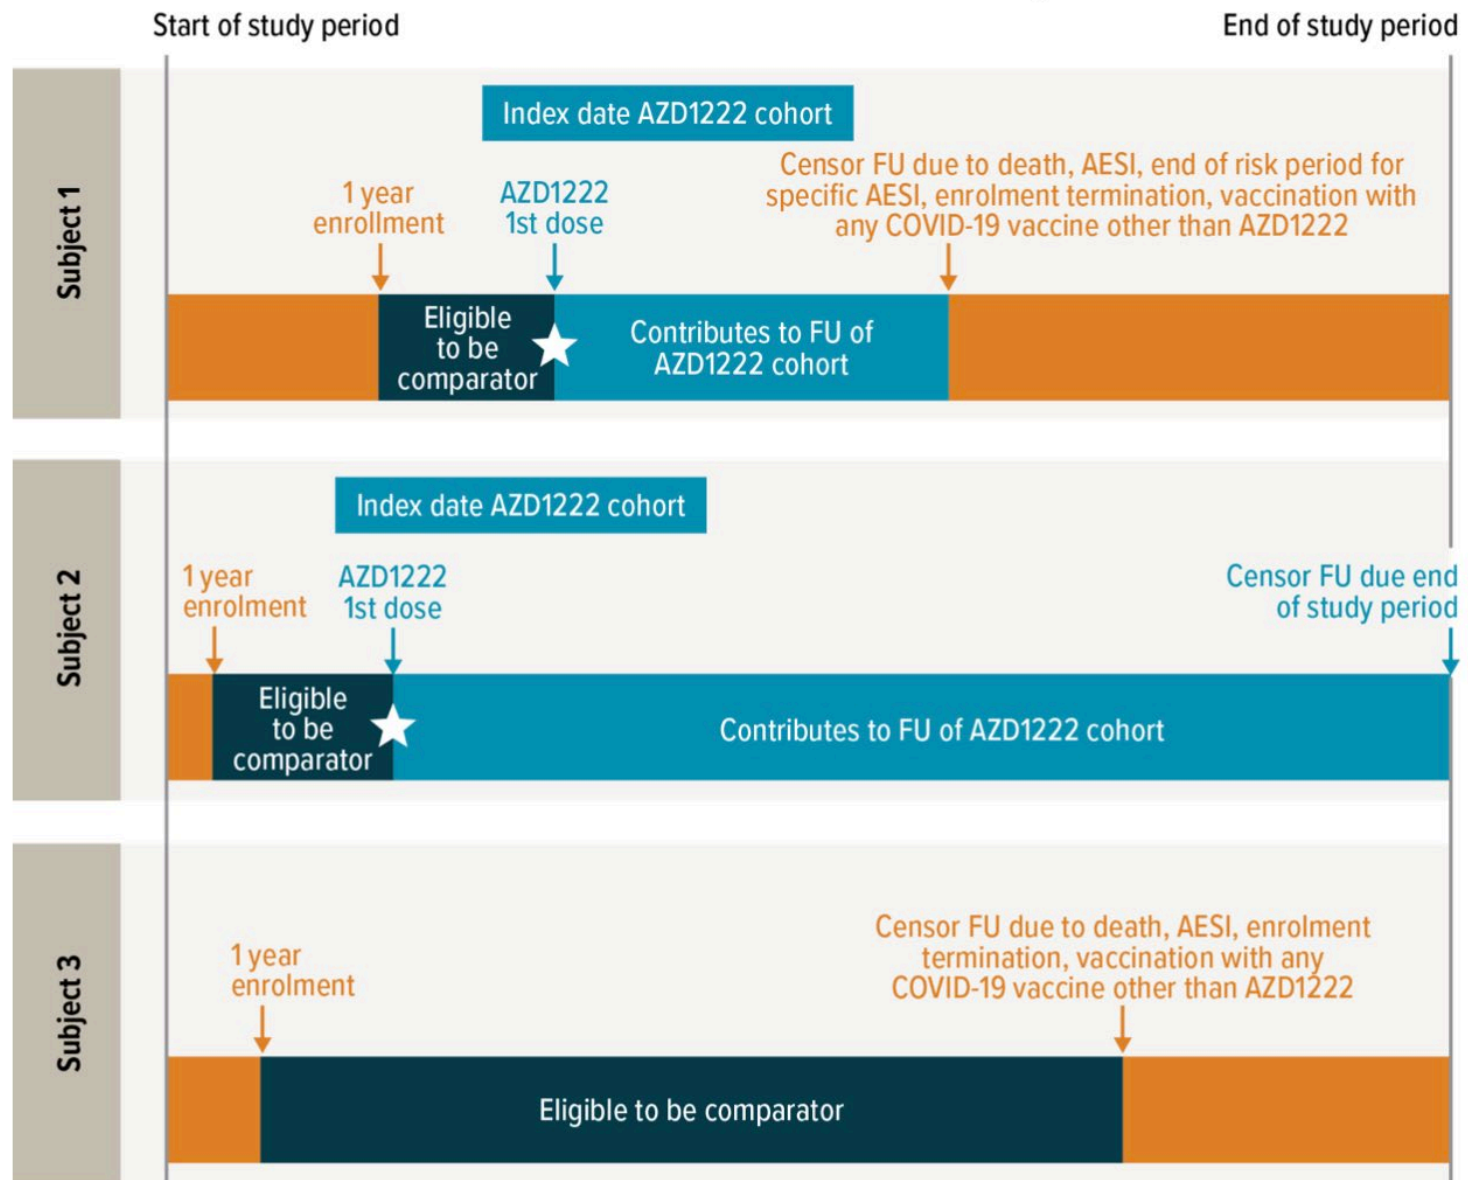 Start of study period
End of study period
Subject 1
Index date AZD1222 cohort
1 year
enrollment
AZD1222
1st dose
Censor FU due to death, AESI, end of risk period for
specific AESI, enrolment termination, vaccination with
any COVID-19 vaccine other than AZD1222
Eligible
to be
comparator
Contributes to FU of
AZD1222 cohort
Subject 2
Index date AZD1222 cohort
1 year
enrolment
AZD1222
1st dose
Censor FU due end
of study period
Eligible
to be
comparator
Contributes to FU of AZD1222 cohort
Subject 3
1 year
enrolment
Censor FU due to death, AESI, enrolment
termination, vaccination with any
COVID-19 vaccine other than AZD1222
Eligible to be comparator